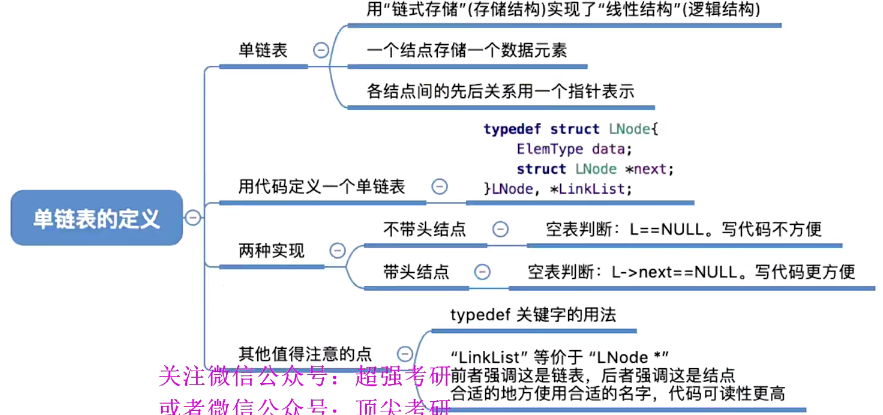 用“链式存储”(存储结构)实现了“线性结构”(逻辑结构)
单链表
一个结点存储一个数据元素
各结点间的先后关系用一个指针表示
typedef struct LNode{
ElemType data;
struct LNode *next;
}LNode, *LinkList;
用代码定义一个单链表
单链表的定义
不带头结点
空表判断：L==NULL。写代码不方便
两种实现
带头结点
空表判断：L->next==NULL。写代码更方便
typedef 关键字的用法
其他值得注意的点
“LinkList” 等价于 “LNode *”
前者强调这是链表，后者强调这是结点
合适的地方使用合适的名字，代码可读性更高
关注微信公众号：超强考研
或者微信公众号：顶尖考研